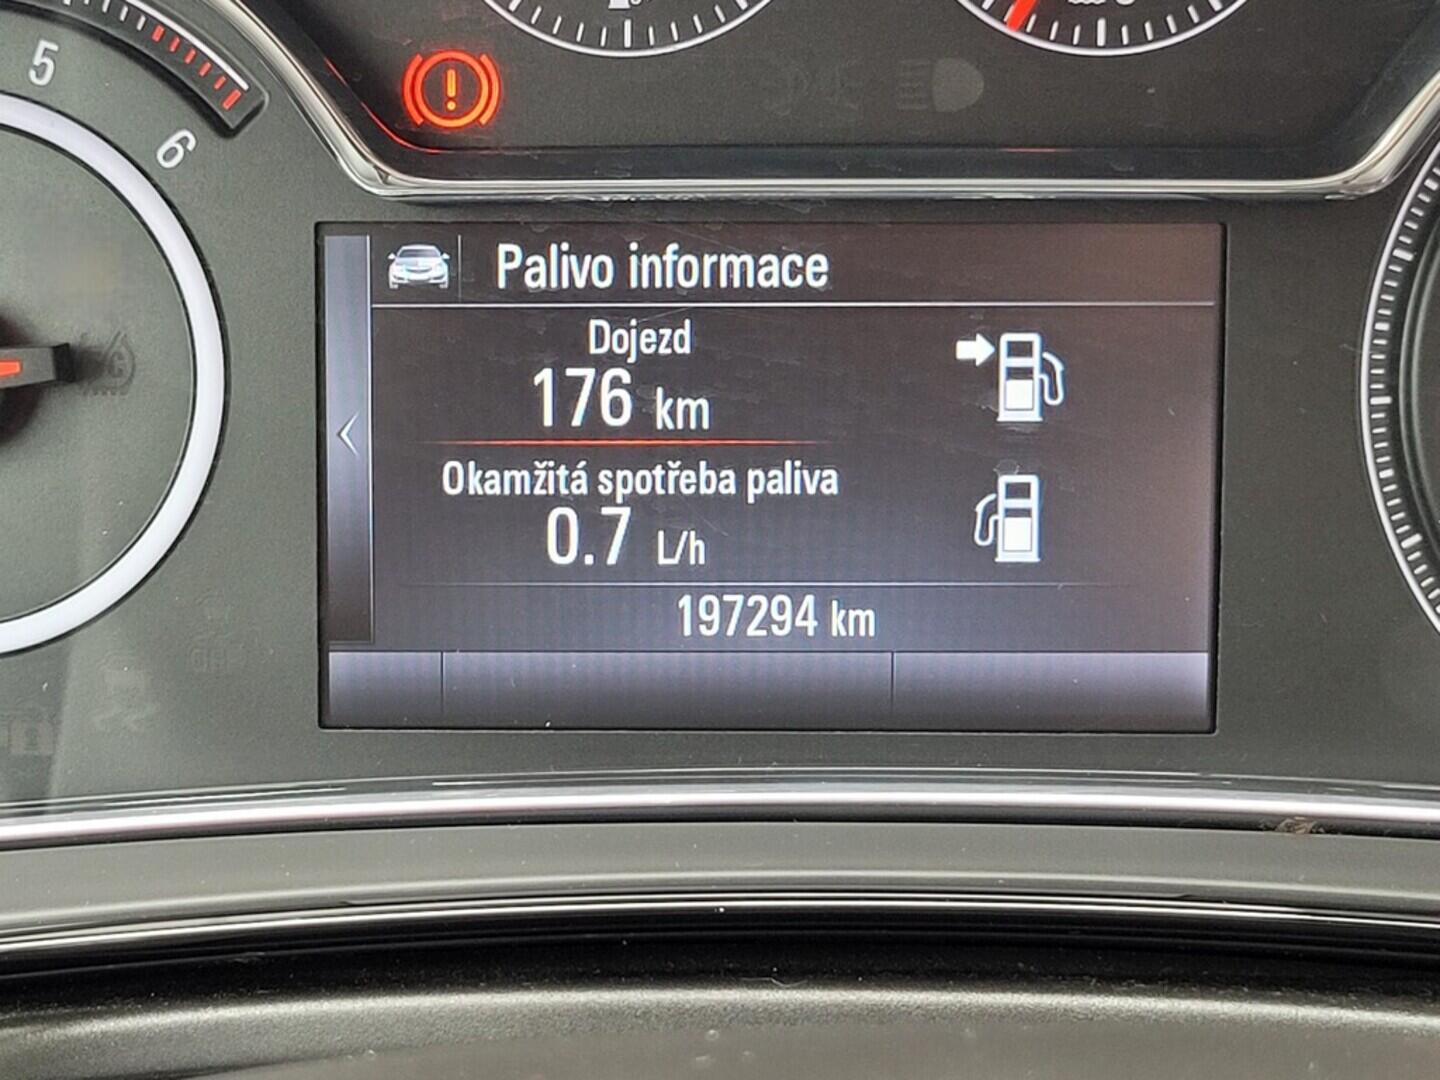 5
6
Palivo informace
Dojezd
176 km
Okamžitá spotřeba paliva
0.7 L/h
197294 km